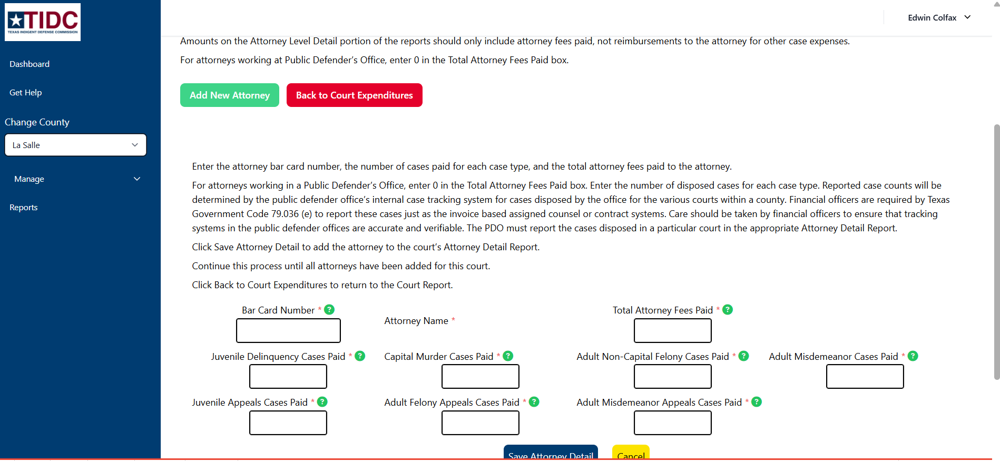 TIDC
TEXAS INDIGENT DEFENSE COMMISSION
Edwin Colfax
Dashboard
Get Help
Change County
La Salle
Manage
Reports
Amounts on the Attorney Level Detail portion of the reports should only include attorney fees paid, not reimbursements to the attorney for other case expenses.
For attorneys working at Public Defender’s Office, enter 0 in the Total Attorney Fees Paid box.
Add New Attorney
Back to Court Expenditures
Enter the attorney bar card number, the number of cases paid for each case type, and the total attorney fees paid to the attorney.
For attorneys working in a Public Defender’s Office, enter 0 in the Total Attorney Fees Paid box. Enter the number of disposed cases for each case type. Reported case counts will be
determined by the public defender office’s internal case tracking system for cases disposed by the office for the various courts within a county. Financial officers are required by Texas
Government Code 79.036 (e) to report these cases just as the invoice based assigned counsel or contract systems. Care should be taken by financial officers to ensure that tracking
systems in the public defender offices are accurate and verifiable. The PDO must report the cases disposed in a particular court in the appropriate Attorney Detail Report.
Click Save Attorney Detail to add the attorney to the court’s Attorney Detail Report.
Continue this process until all attorneys have been added for this court.
Click Back to Court Expenditures to return to the Court Report.
Bar Card Number * ?
Attorney Name *
Total Attorney Fees Paid * ?
Juvenile Delinquency Cases Paid * ?
Capital Murder Cases Paid * ?
Adult Non-Capital Felony Cases Paid * ?
Adult Misdemeanor Cases Paid * ?
Juvenile Appeals Cases Paid * ?
Adult Felony Appeals Cases Paid * ?
Adult Misdemeanor Appeals Cases Paid * ?
Save Attorney Detail
Cancel